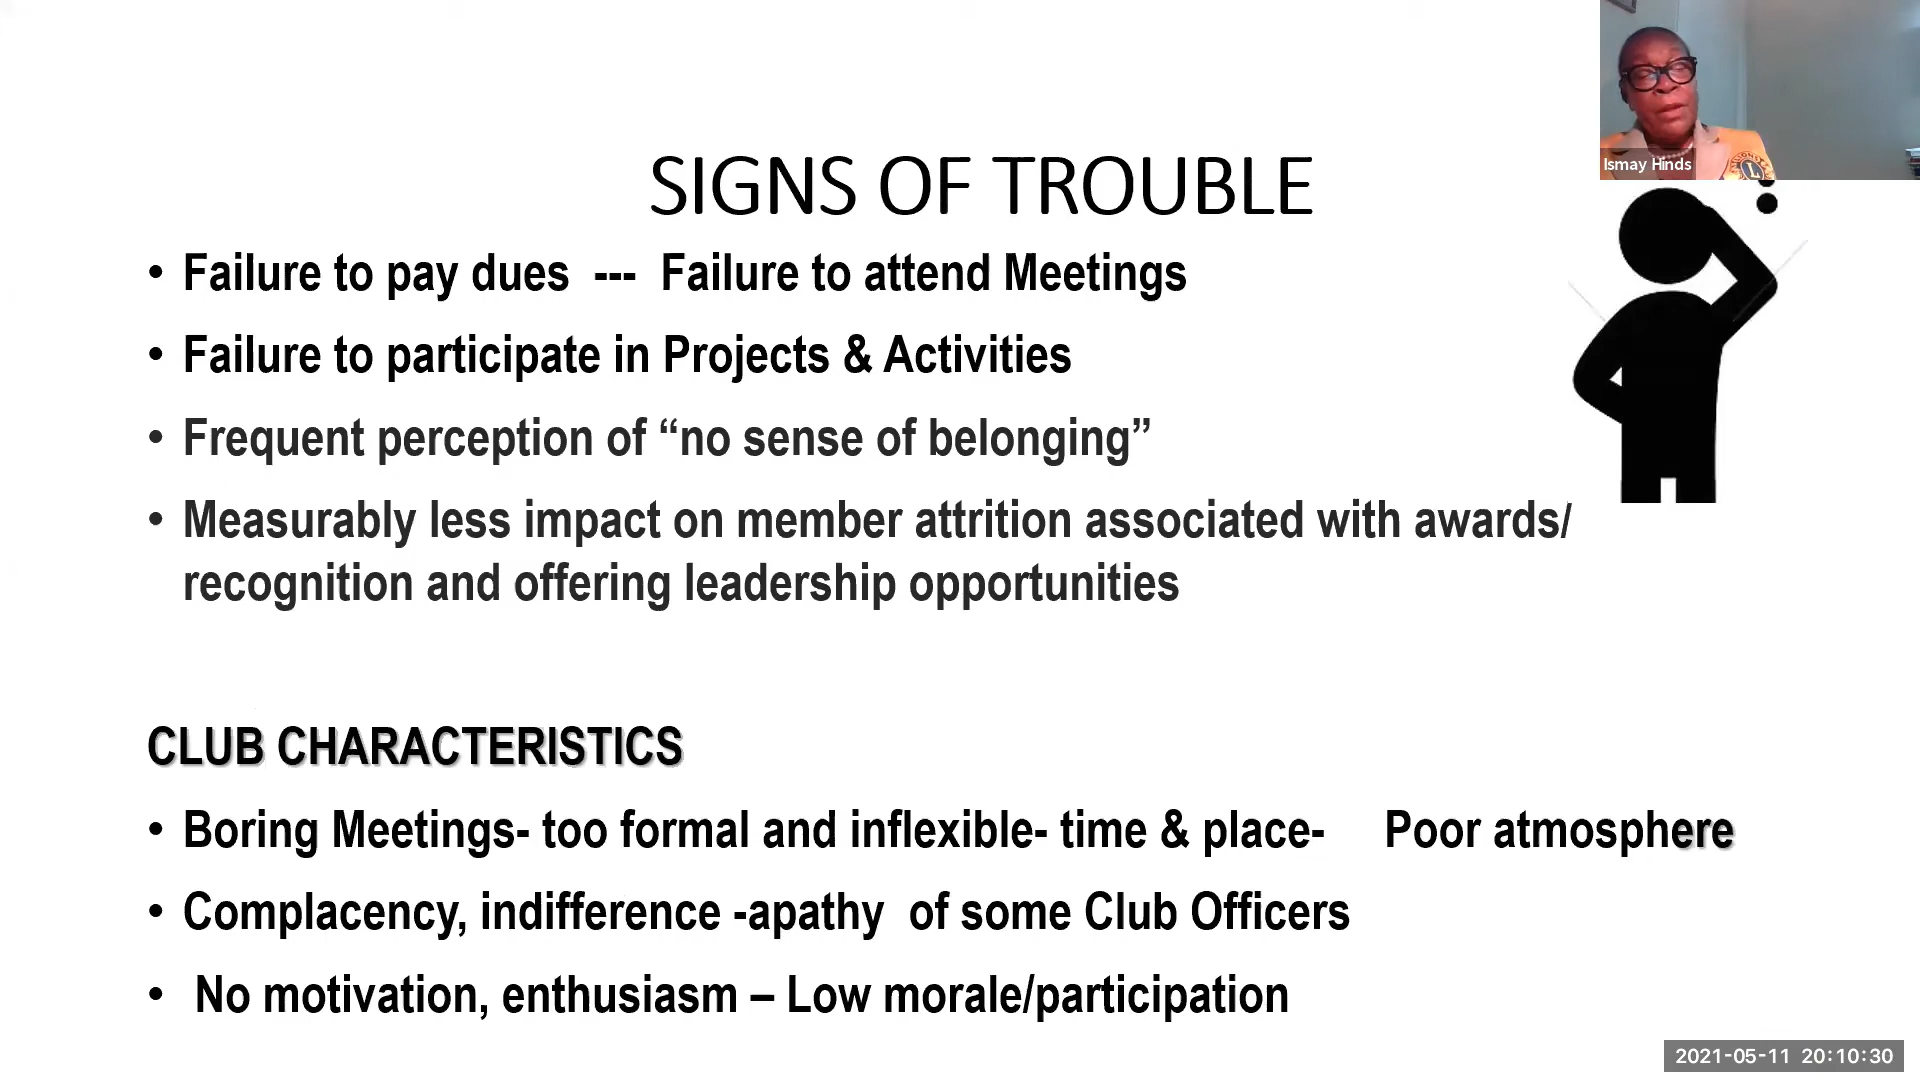 Ismay Hinds
SIGNS OF TROUBLE
• Failure to pay dues --- Failure to attend Meetings
• Failure to participate in Projects & Activities
• Frequent perception of “no sense of belonging”
• Measurably less impact on member attrition associated with awards/
recognition and offering leadership opportunities
CLUB CHARACTERISTICS
• Boring Meetings- too formal and inflexible- time & place- Poor atmosphere
• Complacency, indifference -apathy of some Club Officers
• No motivation, enthusiasm – Low morale/participation
2021-05-11 20:10:30